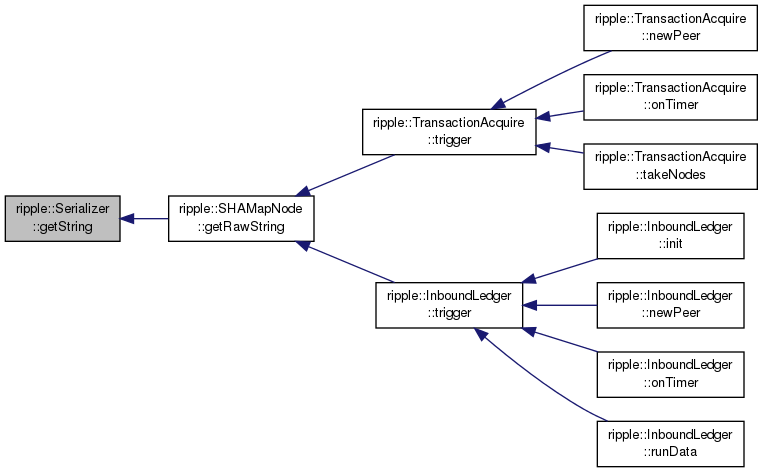 ripple::Serializer
::getString
ripple::SHAMapNode
::getRawString
ripple::TransactionAcquire
::trigger
ripple::TransactionAcquire
::newPeer
ripple::TransactionAcquire
::onTimer
ripple::TransactionAcquire
::takeNodes
ripple::InboundLedger
::trigger
ripple::InboundLedger
::init
ripple::InboundLedger
::newPeer
ripple::InboundLedger
::onTimer
ripple::InboundLedger
::runData